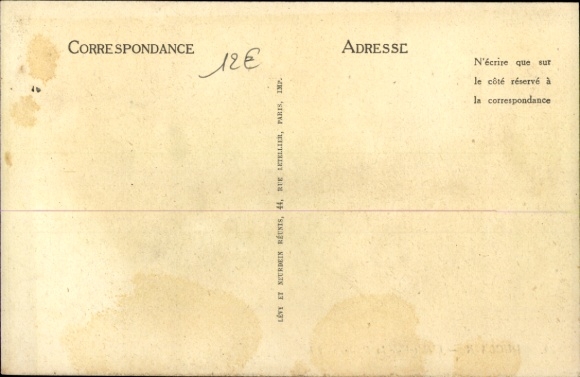 CORRESPONDANCE
12€
ADRESSE
N'écrire que sur
le côté réservé à
la correspondance
LÉVY ET NEURDEIN RÉUNIS, 44, RUE LETELLIER, PARIS, IMP.